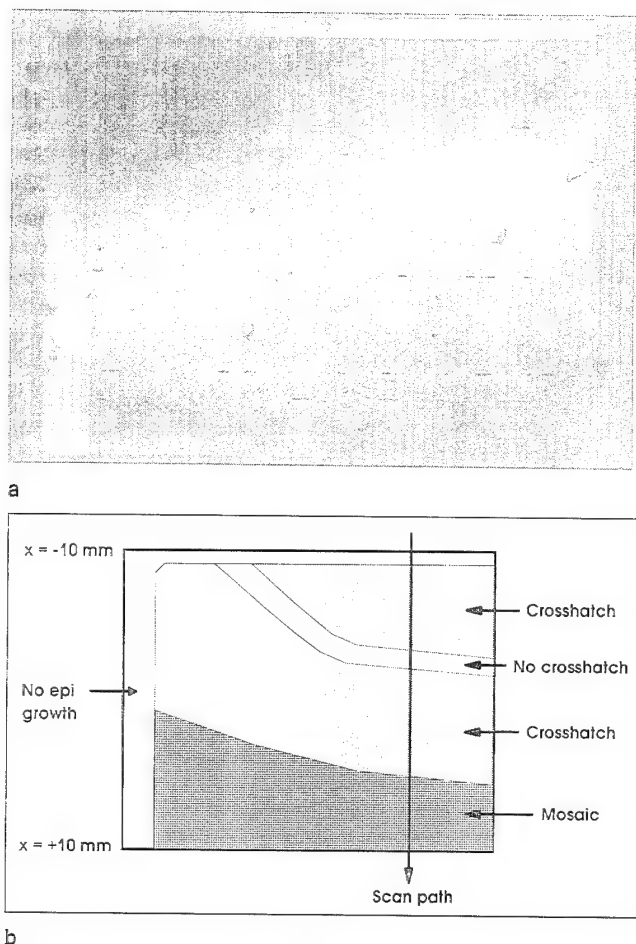 a
x = -10 mm
Crosshatch
No crosshatch
No epi
growth
Crosshatch
Mosaic
x = +10 mm
Scan path
b